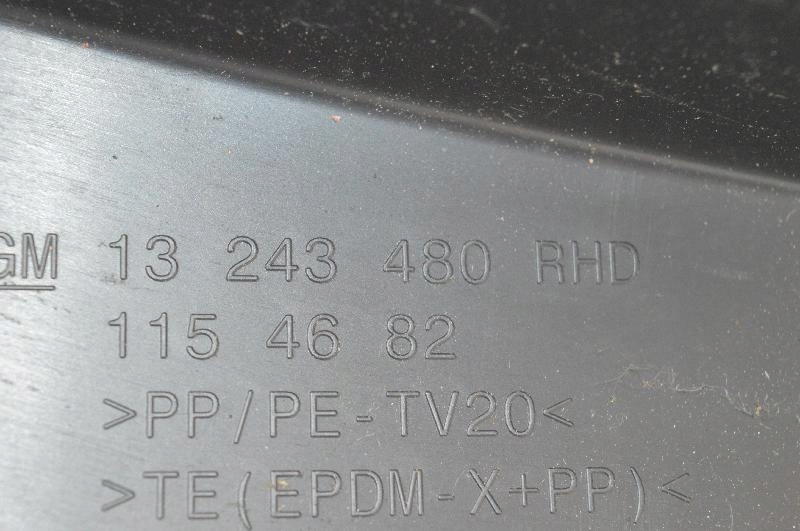 GM 13 243 480 RHD
115 46 82
>PP/PE-TV20<
>TE(EPDM-X+PP)<